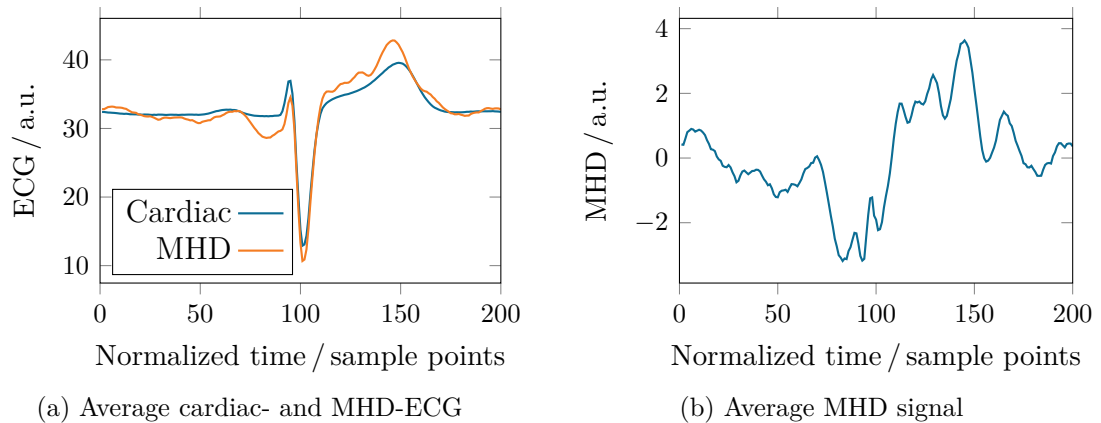 40
30
20
10
ECG / a.u.
Cardiac
MHD
0 50 100 150 200
Normalized time / sample points
(a) Average cardiac- and MHD-ECG
4
2
0
−2
MHD / a.u.
0 50 100 150 200
Normalized time / sample points
(b) Average MHD signal